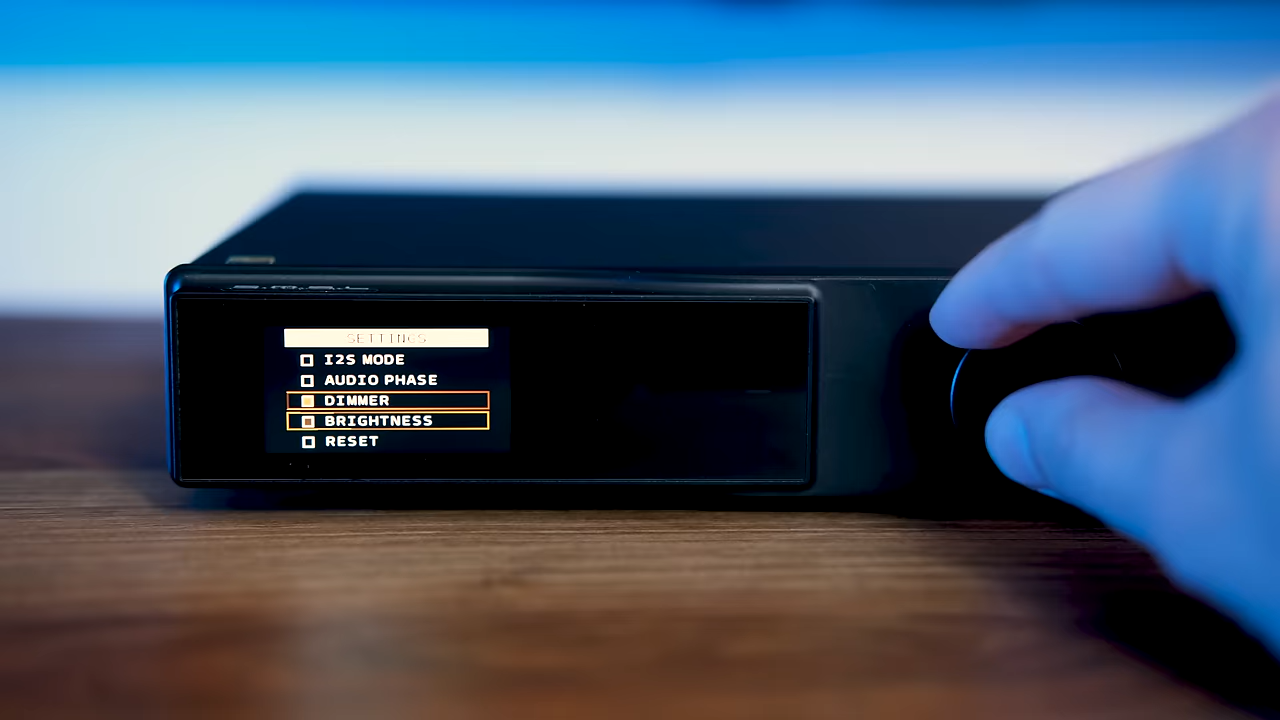 S.M.S.L
SETTINGS
I2S MODE
AUDIO PHASE
DIMMER
BRIGHTNESS
RESET